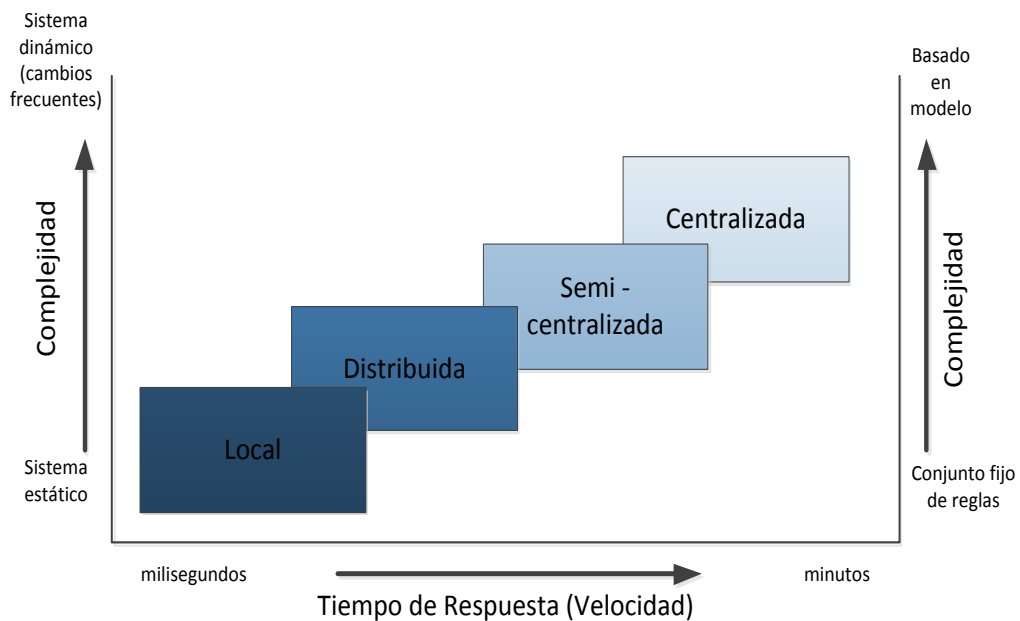 Sistema
dinámico
(cambios
frecuentes)
Basado
en
modelo
Complejidad
Centralizada
Semi -
centralizada
Distribuida
Local
Complejidad
Sistema
estático
Conjunto fijo
de reglas
milisegundos
minutos
Tiempo de Respuesta (Velocidad)